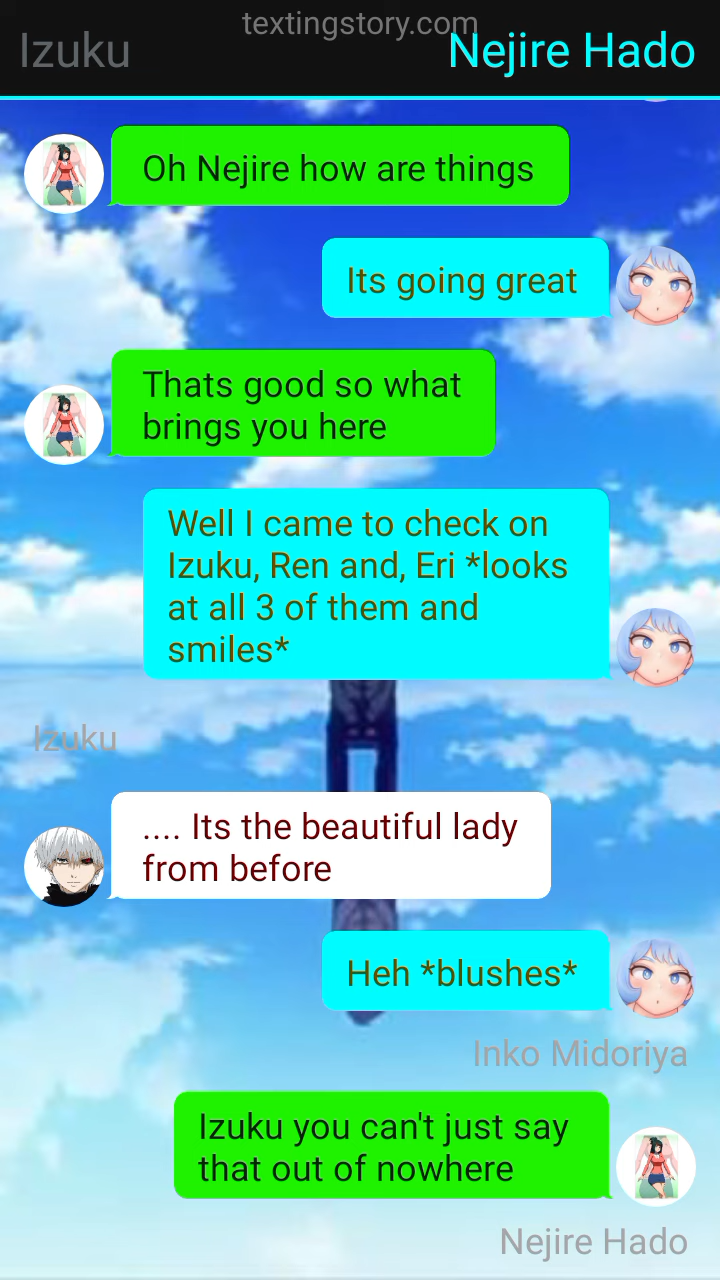 textingstory.com
Izuku
Nejire Hado
Oh Nejire how are things
Its going great
Thats good so what
brings you here
Well I came to check on
Izuku, Ren and, Eri *looks
at all 3 of them and
smiles*
Izuku
.... Its the beautiful lady
from before
Heh *blushes*
Inko Midoriya
Izuku you can't just say
that out of nowhere
Nejire Hado